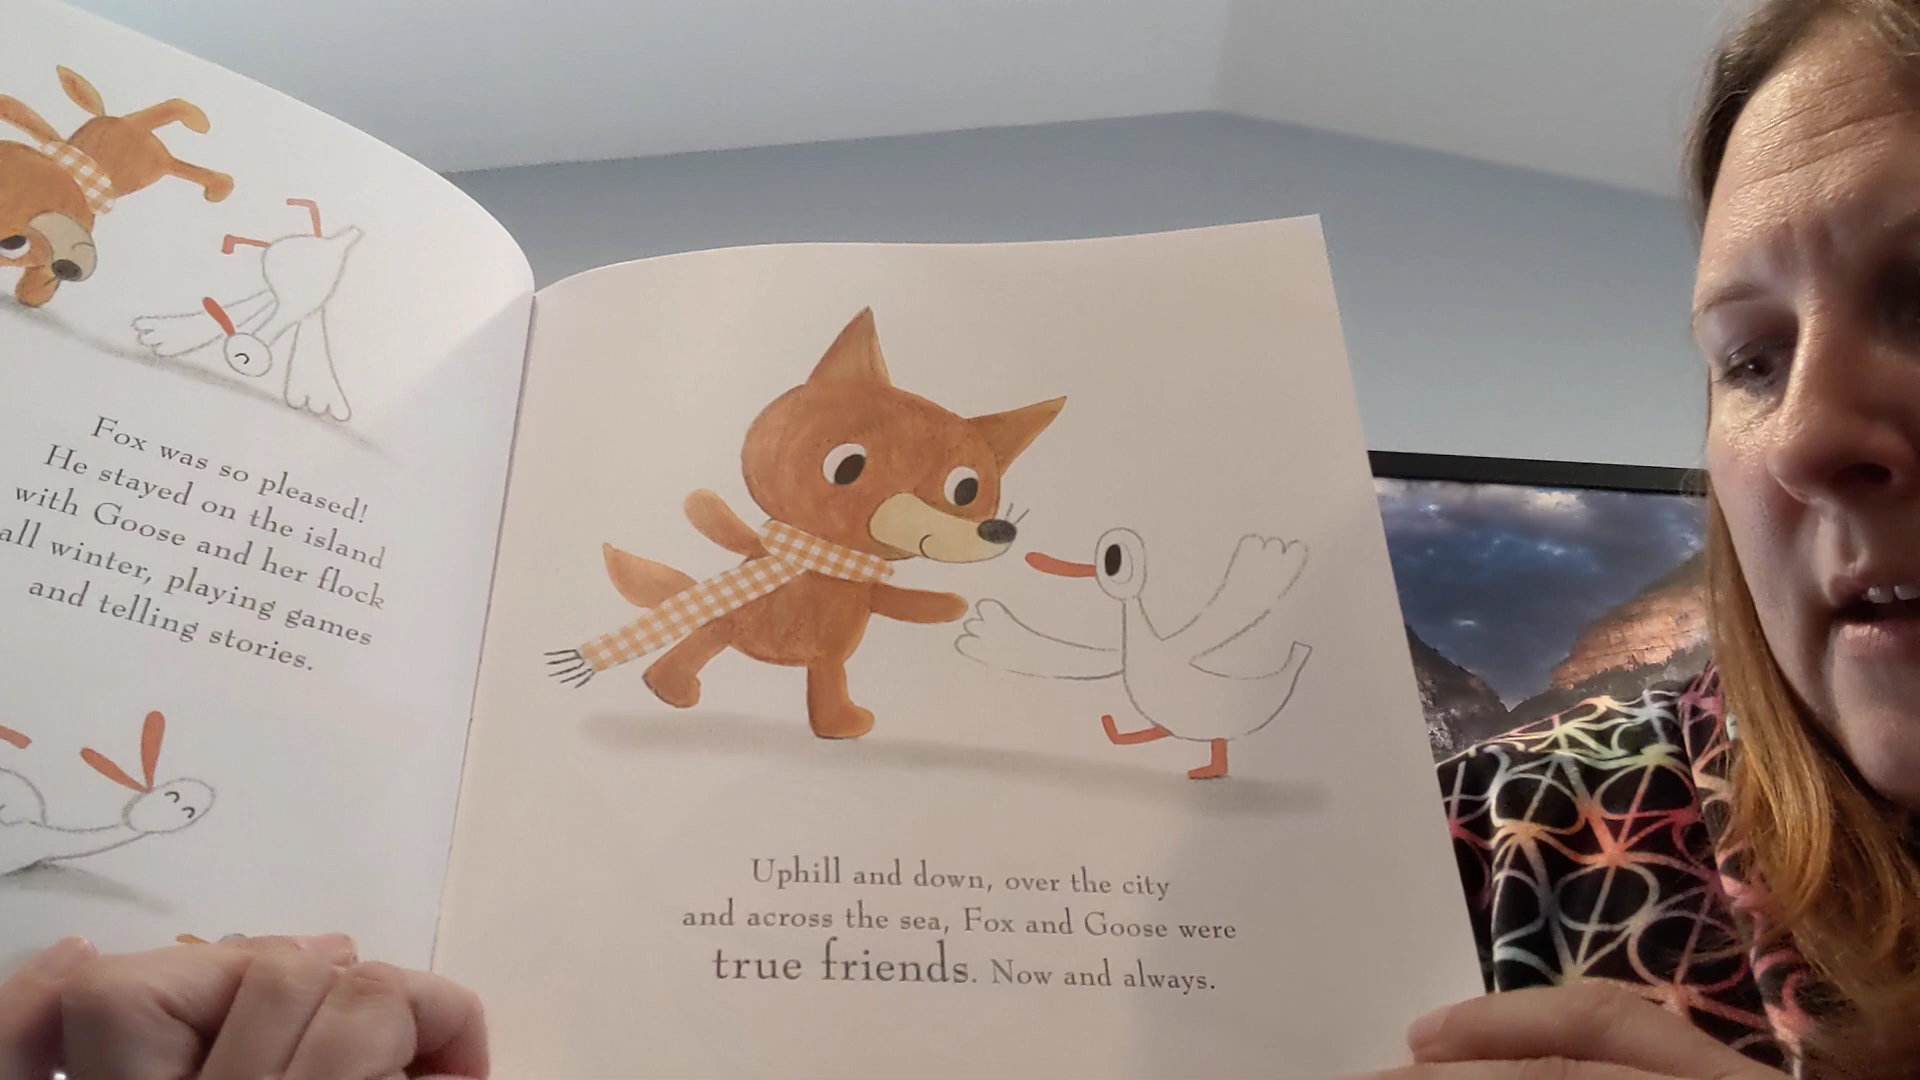 Fox was so pleased!
He stayed on the island
with Goose and her flock
all winter, playing games
and telling stories.
Uphill and down, over the city
and across the sea, Fox and Goose were
true friends. Now and always.